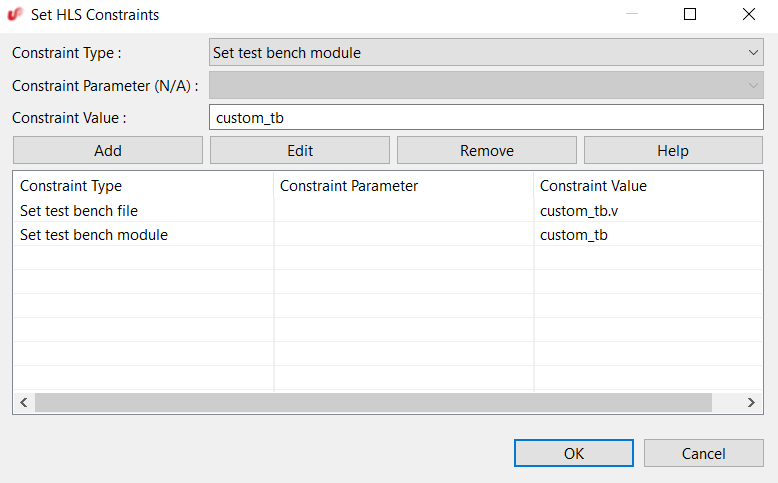 Set HLS Constraints
Constraint Type : Set test bench module
Constraint Parameter (N/A) :
Constraint Value : custom_tb
Add Edit Remove Help
Constraint Type Constraint Parameter Constraint Value
Set test bench file custom_tb.v
Set test bench module custom_tb
OK Cancel